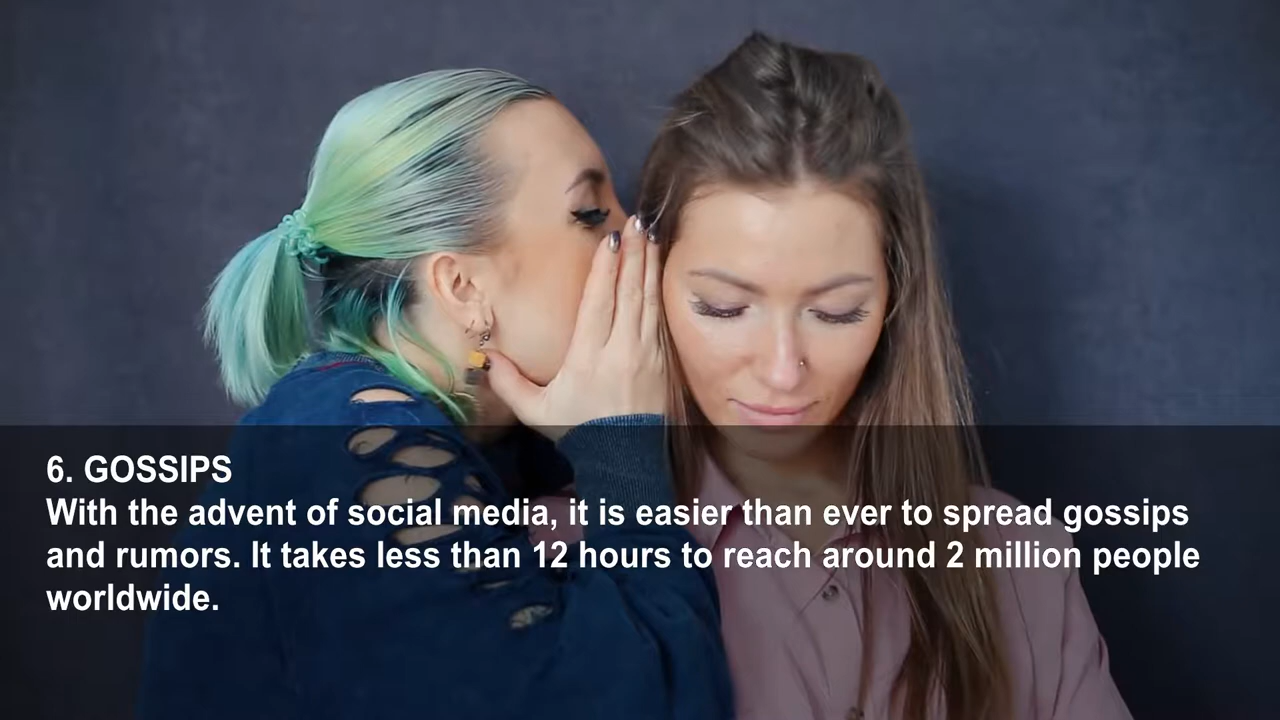 6. GOSSIPS
With the advent of social media, it is easier than ever to spread gossips
and rumors. It takes less than 12 hours to reach around 2 million people
worldwide.